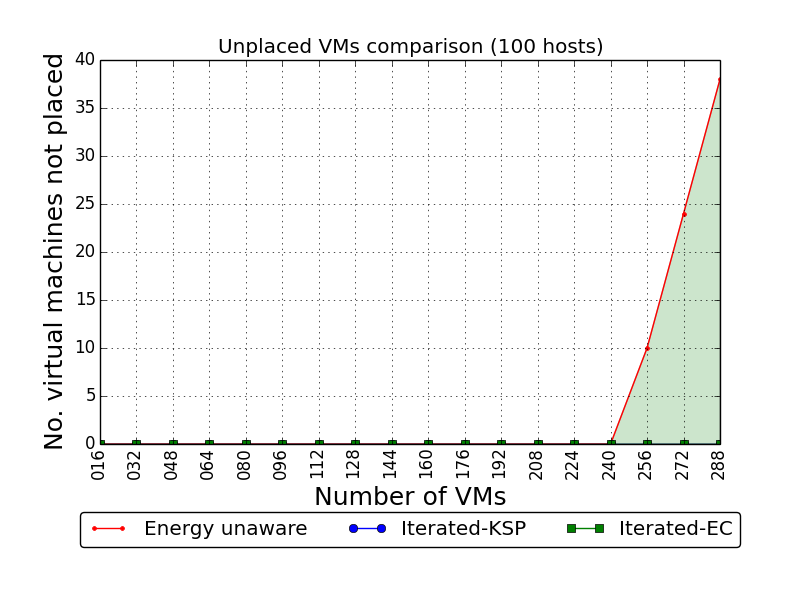 Unplaced VMs comparison (100 hosts)
No. virtual machines not placed
40
35
30
25
20
15
10
5
0
016 032 048 064 080 096 112 128 144 160 176 192 208 224 240 256 272 288
Number of VMs
Energy unaware Iterated-KSP Iterated-EC